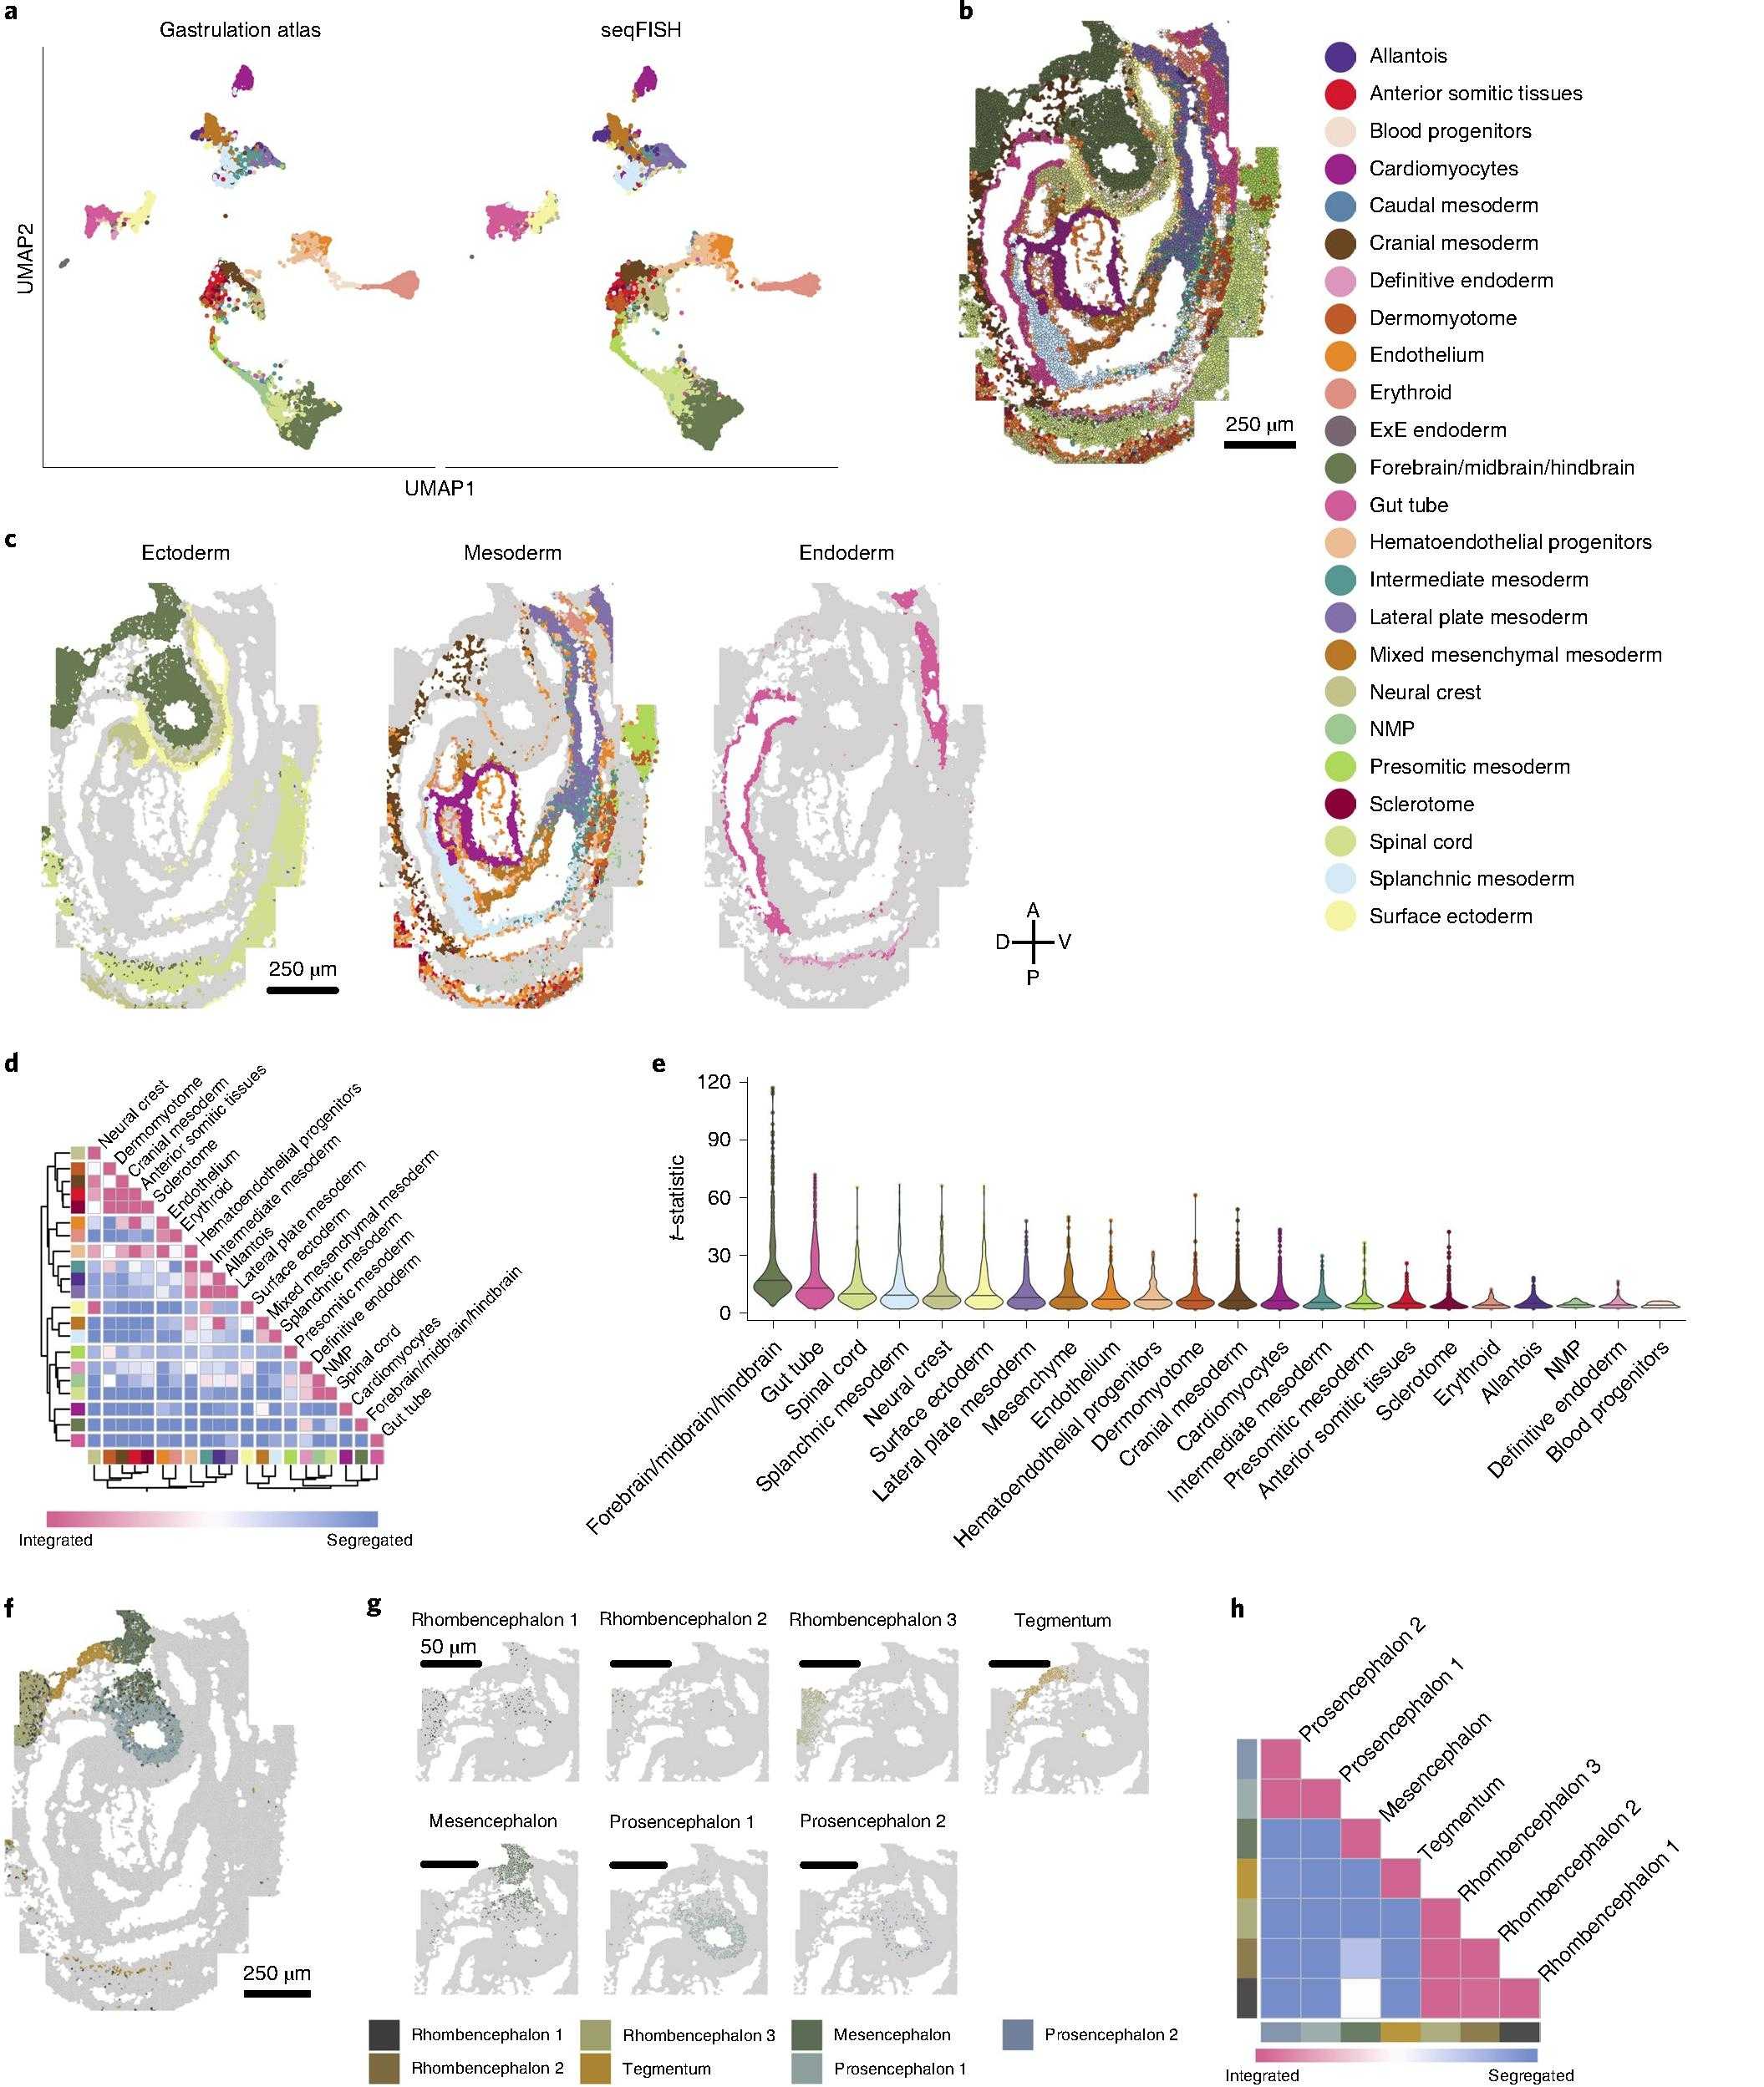 a
Gastrulation atlas
seqFISH
UMAP2
UMAP1
b
250 µm
Allantois
Anterior somitic tissues
Blood progenitors
Cardiomyocytes
Caudal mesoderm
Cranial mesoderm
Definitive endoderm
Dermomyotome
Endothelium
Erythroid
ExE endoderm
Forebrain/midbrain/hindbrain
Gut tube
Hematoendothelial progenitors
Intermediate mesoderm
Lateral plate mesoderm
Mixed mesenchymal mesoderm
Neural crest
NMP
Presomitic mesoderm
Sclerotome
Spinal cord
Splanchnic mesoderm
Surface ectoderm
c
Ectoderm
Mesoderm
Endoderm
250 µm
A
D V
P
d
Neural crest
Dermomyotome
Cranial mesoderm
Anterior somitic tissues
Sclerotome
Endothelium
Erythroid
Hematoendothelial progenitors
Intermediate mesoderm
Allantois
Lateral plate mesoderm
Surface ectoderm
Mixed mesenchymal mesoderm
Splanchnic mesoderm
Presomitic mesoderm
Definitive endoderm
NMP
Spinal cord
Cardiomyocytes
Forebrain/midbrain/hindbrain
Gut tube
Integrated
Segregated
e
t-statistic
120
90
60
30
0
Forebrain/midbrain/hindbrain
Gut tube
Spinal cord
Splanchnic mesoderm
Neural crest
Surface ectoderm
Lateral plate mesoderm
Mesenchyme
Endothelium
Hematoendothelial progenitors
Dermomyotome
Cranial mesoderm
Cardiomyocytes
Intermediate mesoderm
Presomitic mesoderm
Anterior somitic tissues
Sclerotome
Erythroid
Allantois
NMP
Definitive endoderm
Blood progenitors
f
250 µm
g
Rhombencephalon 1
Rhombencephalon 2
Rhombencephalon 3
Tegmentum
50 µm
Mesencephalon
Prosencephalon 1
Prosencephalon 2
Rhombencephalon 1
Rhombencephalon 3
Mesencephalon
Prosencephalon 2
Rhombencephalon 2
Tegmentum
Prosencephalon 1
h
Prosencephalon 2
Prosencephalon 1
Mesencephalon
Tegmentum
Rhombencephalon 3
Rhombencephalon 2
Rhombencephalon 1
Integrated
Segregated